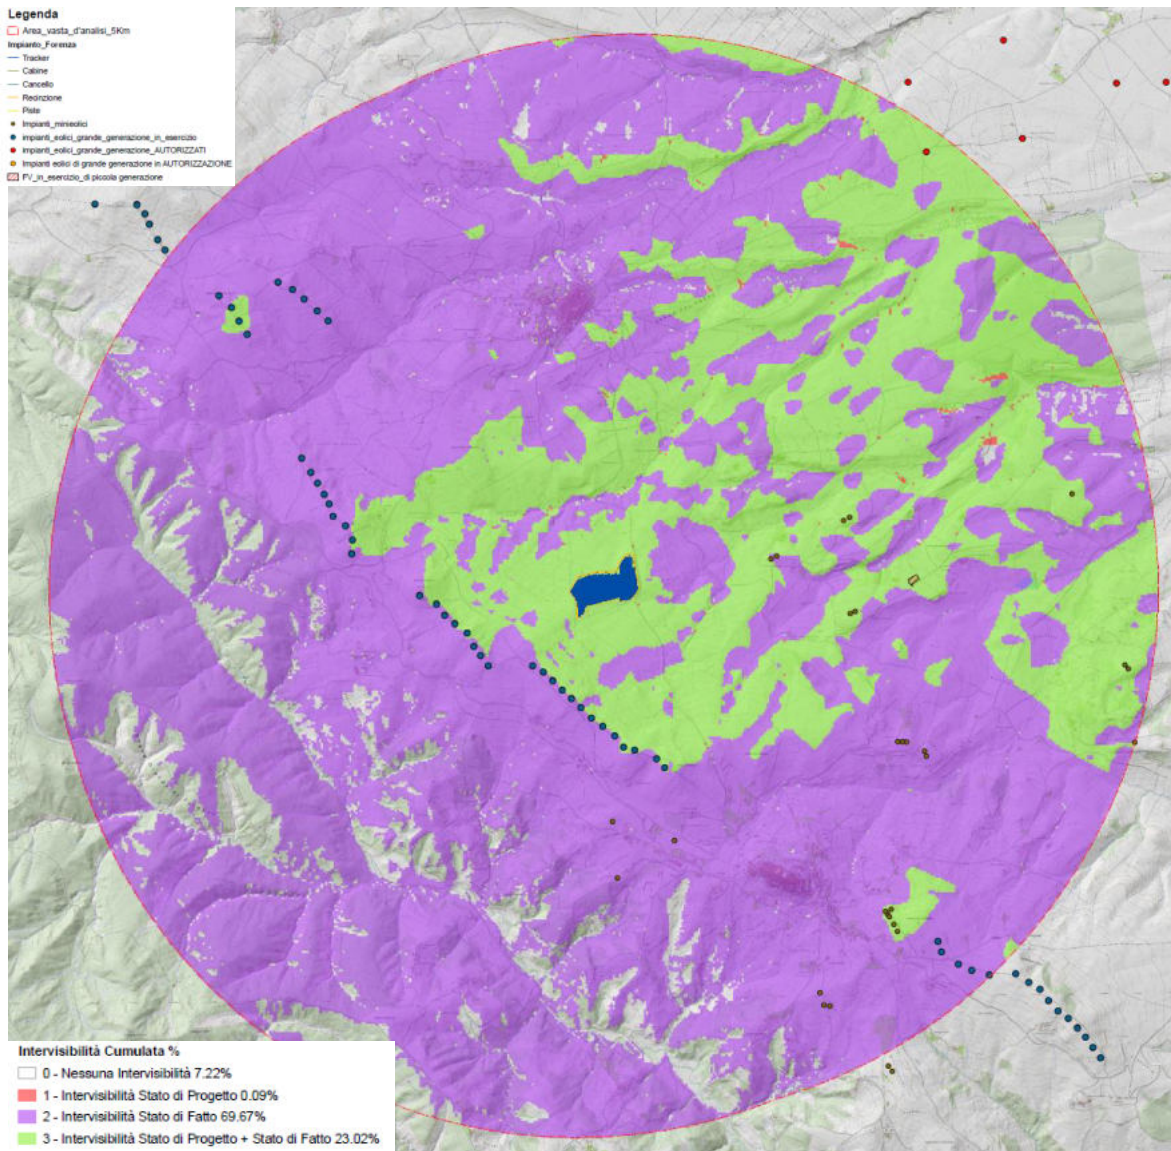 Legenda
Area_vasta_d'analisi_5Km
Impianto_Forenza
Tracker
Cabine
Cancello
Recinzione
Piste
Impianti_minieolici
impianti_eolici_grande_generazione_in_esercizio
impianti_eolici_grande_generazione_AUTORIZZATI
Impianti eolici di grande generazione in AUTORIZZAZIONE
FV_in_esercizio_di piccola generazione
Intervisibilità Cumulata %
0 - Nessuna Intervisibilità 7.22%
1 - Intervisibilità Stato di Progetto 0.09%
2 - Intervisibilità Stato di Fatto 69.67%
3 - Intervisibilità Stato di Progetto + Stato di Fatto 23.02%